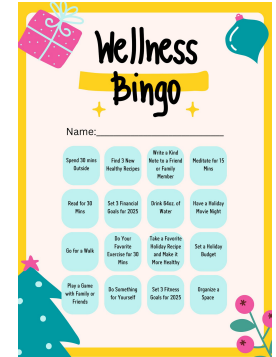 Wellness
Bingo
Name:
Spend 30 mins
Outside
Find 3 New
Healthy Recipes
Write a Kind
Note to a Friend
or Family
Member
Meditate for 15
Mins
Read for 30
Mins
Set 3 Financial
Goals for 2025
Drink 64oz. of
Water
Have a Holiday
Movie Night
Go for a Walk
Do Your
Favorite
Exercise for 30
Mins
Take a Favorite
Holiday Recipe
and Make it
More Healthy
Set a Holiday
Budget
Play a Game
with Family or
Friends
Do Something
for Yourself
Set 3 Fitness
Goals for 2025
Organize a
Space